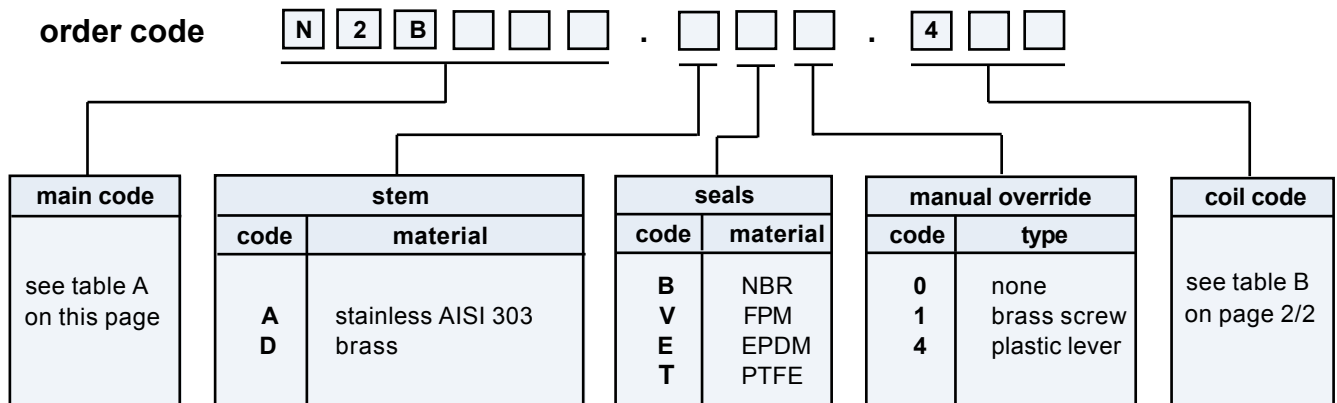 order code N 2 B . . 4
main code stem seals manual override coil code
code material code material code type
see table A on this page
A stainless AISI 303
D brass
B NBR
V FPM
E EPDM
T PTFE
0 none
1 brass screw
4 plastic lever
see table B
on page 2/2